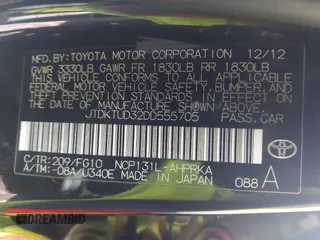 MFD. BY: TOYOTA MOTOR CORPORATION 12/12
GVWR 3330LB GAWR FR 1830LB RR 1830LB
THIS VEHICLE CONFORMS TO ALL APPLICABLE
FEDERAL MOTOR VEHICLE SAFETY, BUMPER, AND
THEFT PREVENTION STANDARDS IN EFFECT ON
THE DATE OF MANUFACTURE SHOWN ABOVE.
JTDKTUD32DD555705 PASS. CAR
C/TR: 209/FG10 NCP131L-AHPRKA
A/TM: -08A/U340E MADE IN JAPAN 088 A
TOYOTA
DREAMBID